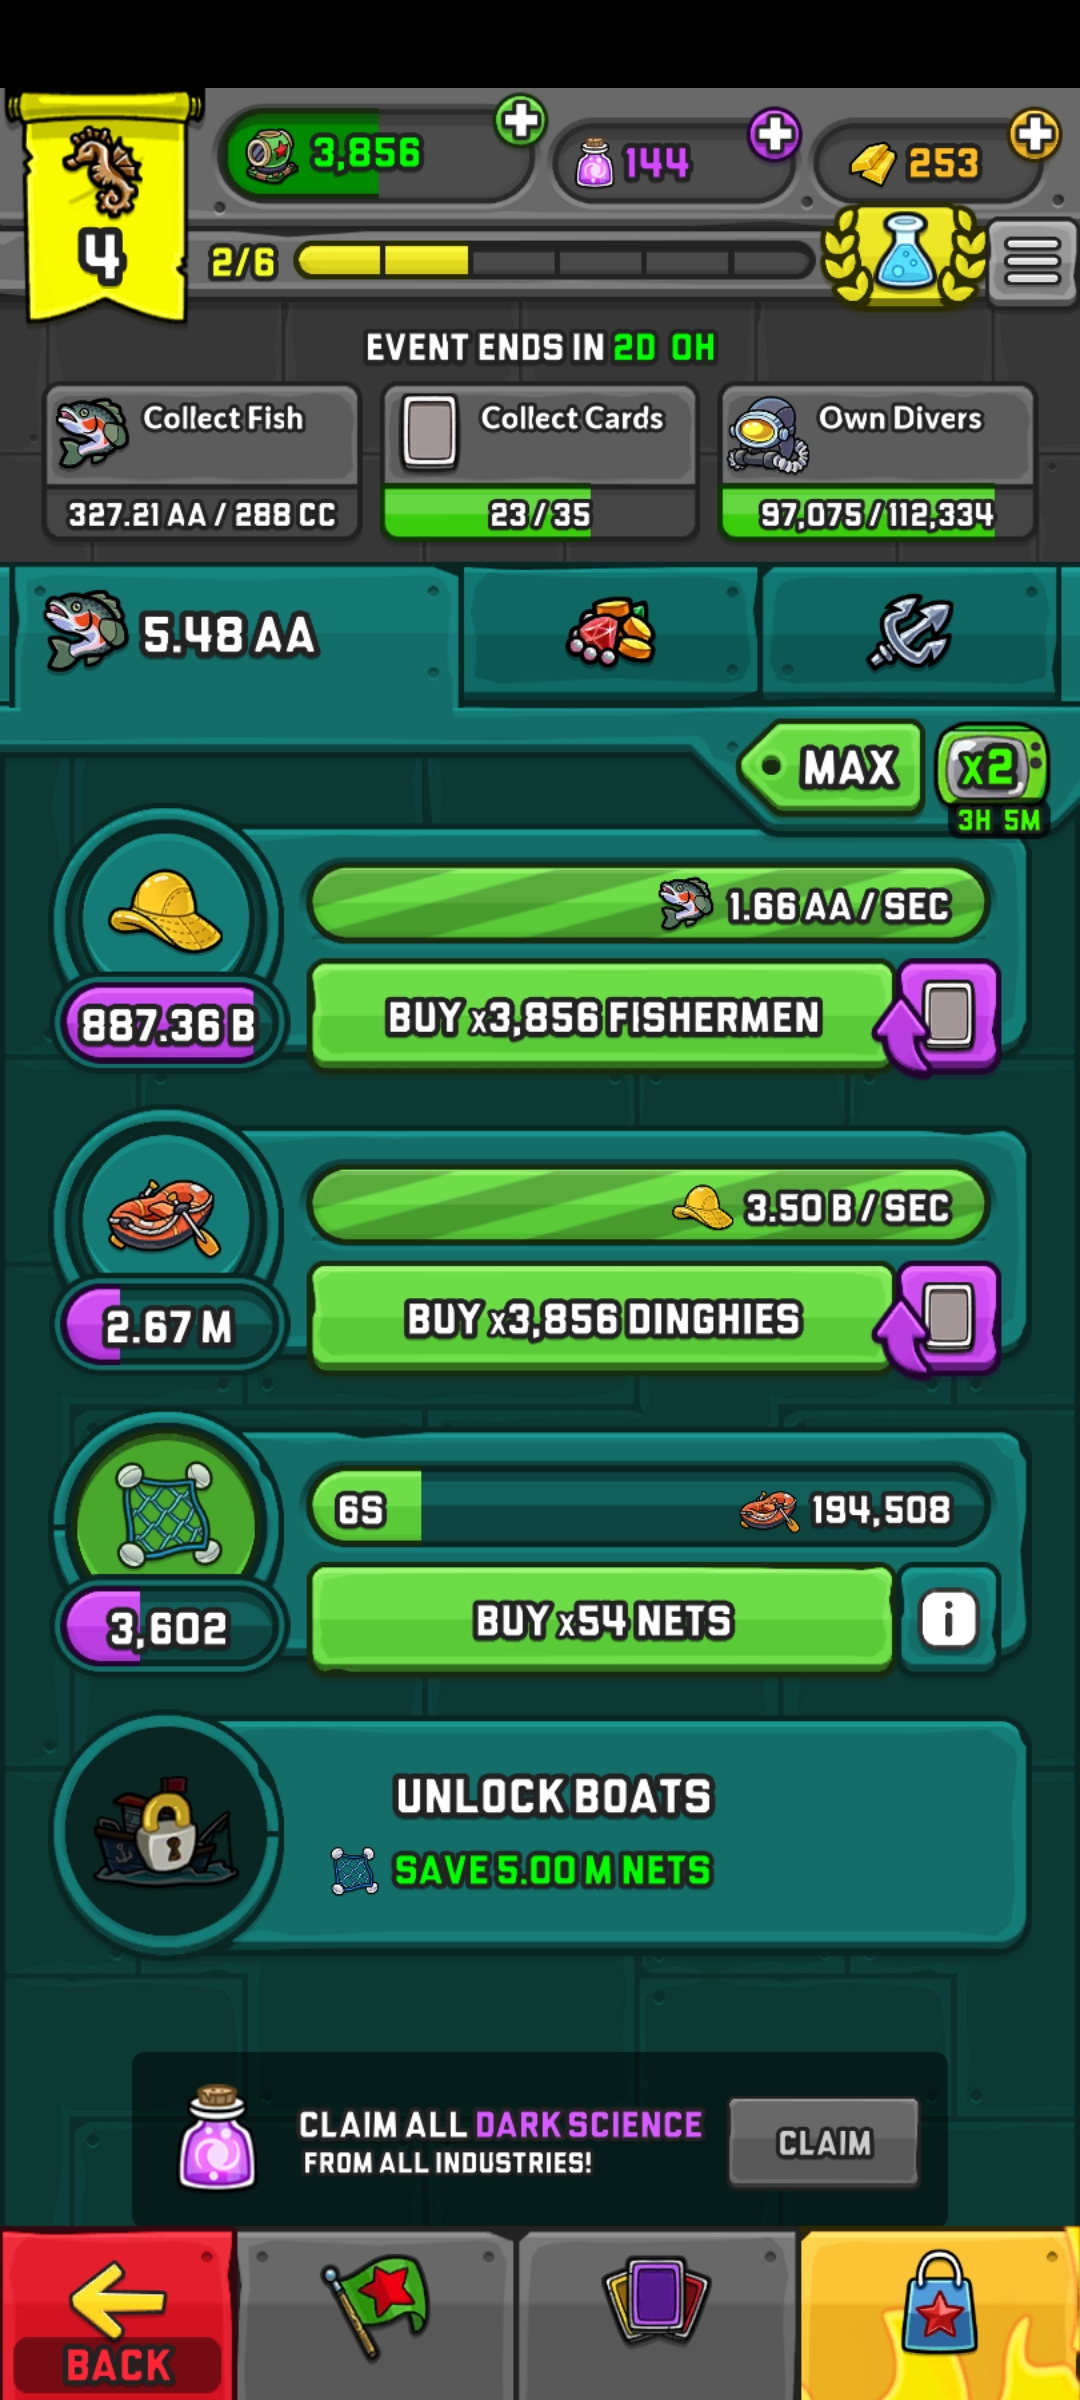 3,856
144
253
4
2/6
EVENT ENDS IN 2D 0H
Collect Fish
Collect Cards
Own Divers
327.21 AA / 288 CC
23 / 35
97,075 / 112,334
5.48 AA
MAX
x2
3H 5M
1.66 AA / SEC
887.36 B
BUY x3,856 FISHERMEN
3.50 B / SEC
2.67 M
BUY x3,856 DINGHIES
6S
194,508
3,602
BUY x54 NETS
i
UNLOCK BOATS
SAVE 5.00 M NETS
CLAIM ALL DARK SCIENCE
FROM ALL INDUSTRIES!
CLAIM
BACK